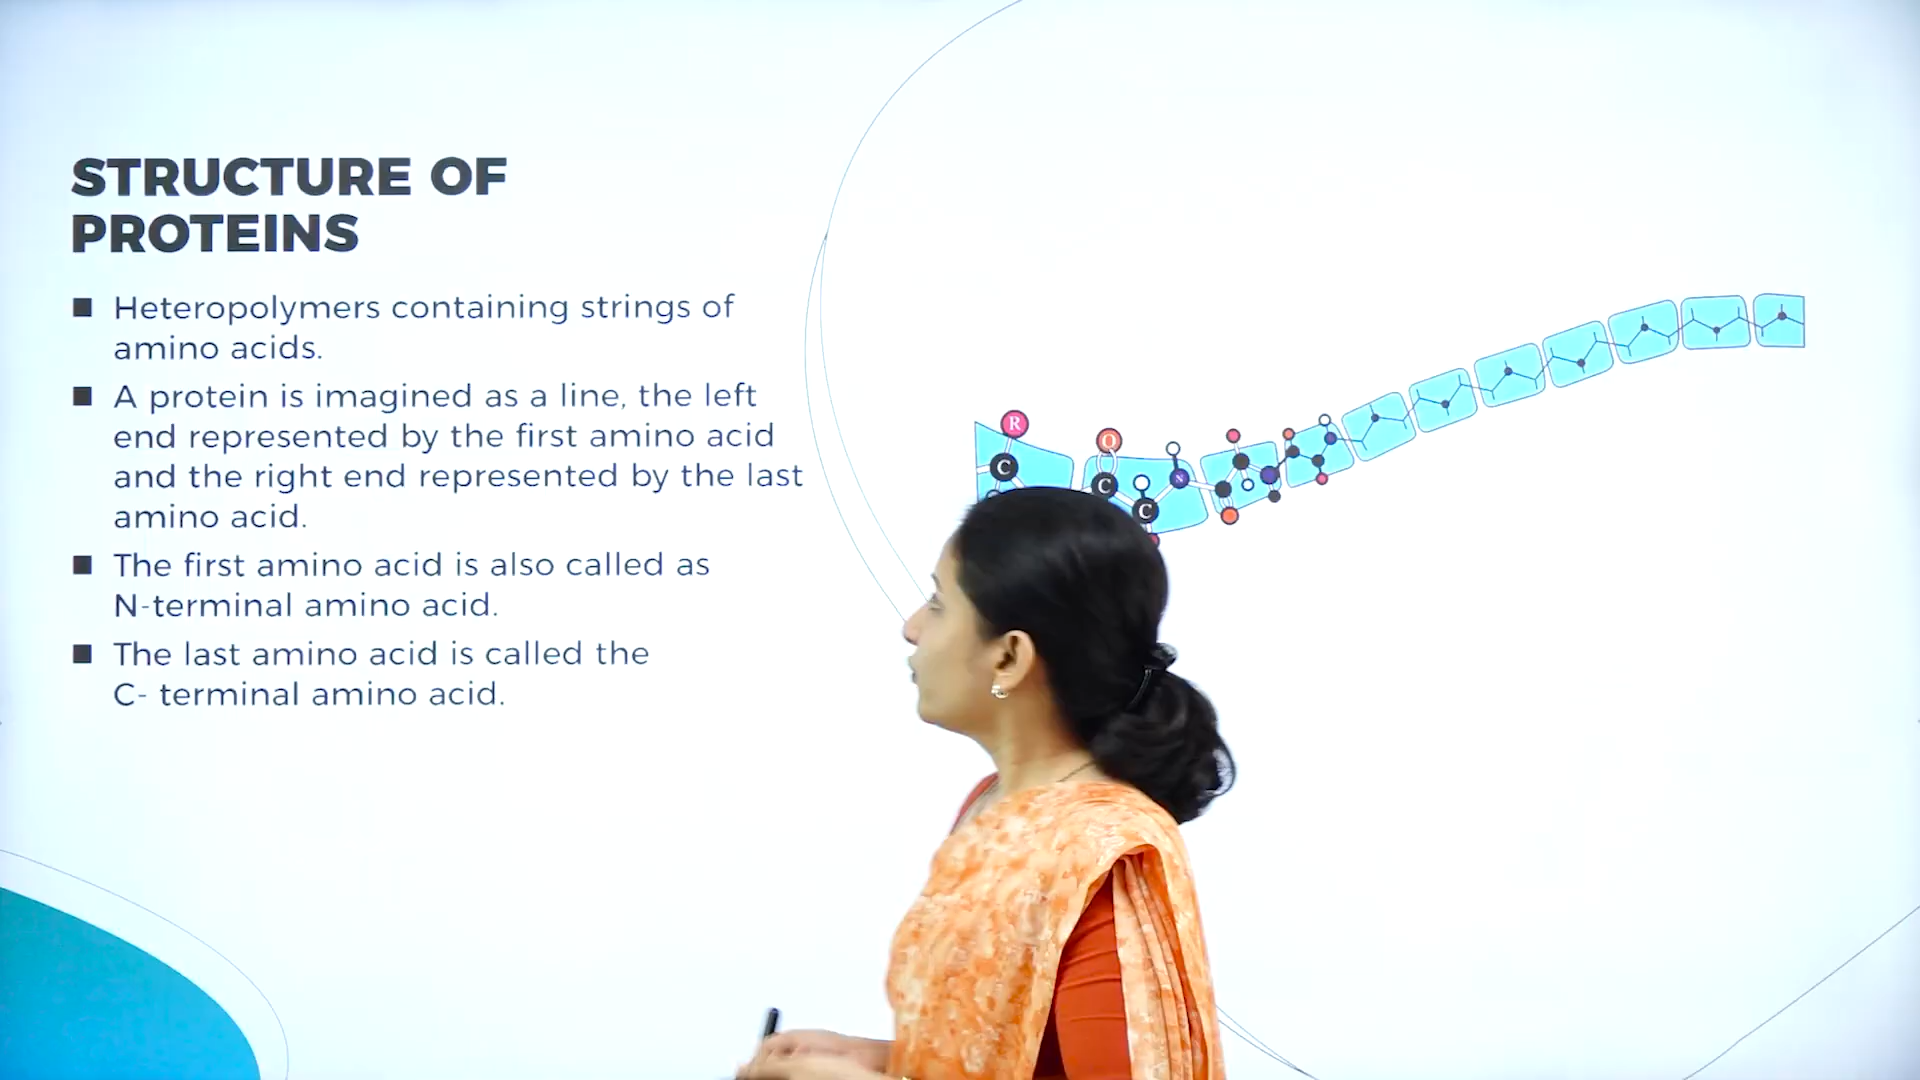 STRUCTURE OF
PROTEINS
Heteropolymers containing strings of
amino acids.
A protein is imagined as a line, the left
end represented by the first amino acid
and the right end represented by the last
amino acid.
The first amino acid is also called as
N-terminal amino acid.
The last amino acid is called the
C- terminal amino acid.
R
C
O
C
N
C